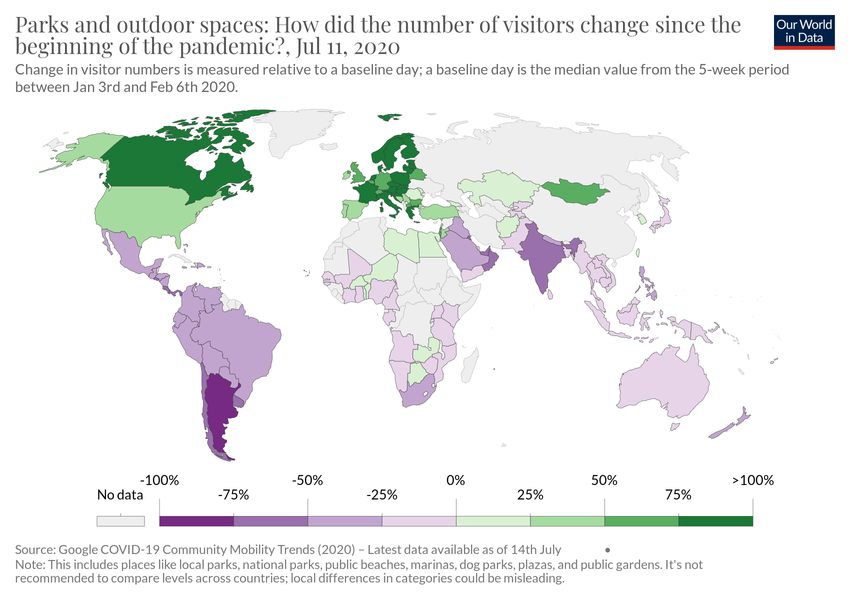 Parks and outdoor spaces: How did the number of visitors change since the
beginning of the pandemic?, Jul 11, 2020
Our World
in Data
Change in visitor numbers is measured relative to a baseline day; a baseline day is the median value from the 5-week period
between Jan 3rd and Feb 6th 2020.
-100% -50% 0% 50% >100%
No data -75% -25% 25% 75%
Source: Google COVID-19 Community Mobility Trends (2020) – Latest data available as of 14th July •
Note: This includes places like local parks, national parks, public beaches, marinas, dog parks, plazas, and public gardens. It's not
recommended to compare levels across countries; local differences in categories could be misleading.